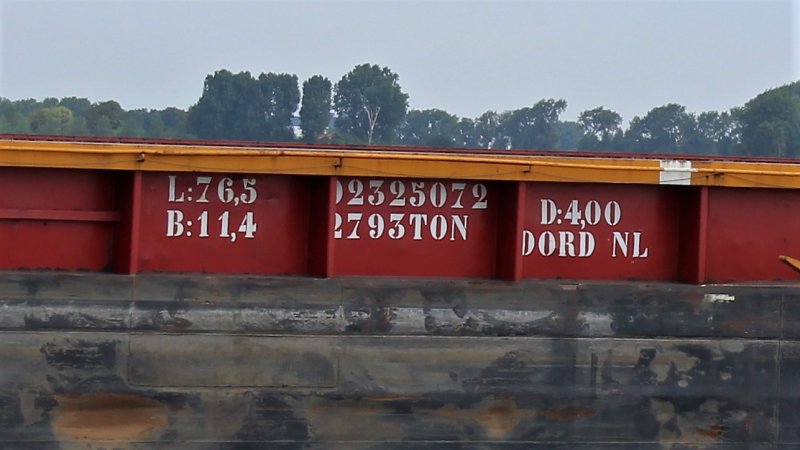 L:76,5
B:11,4
02325072
2793TON
D:4,00
DORD NL